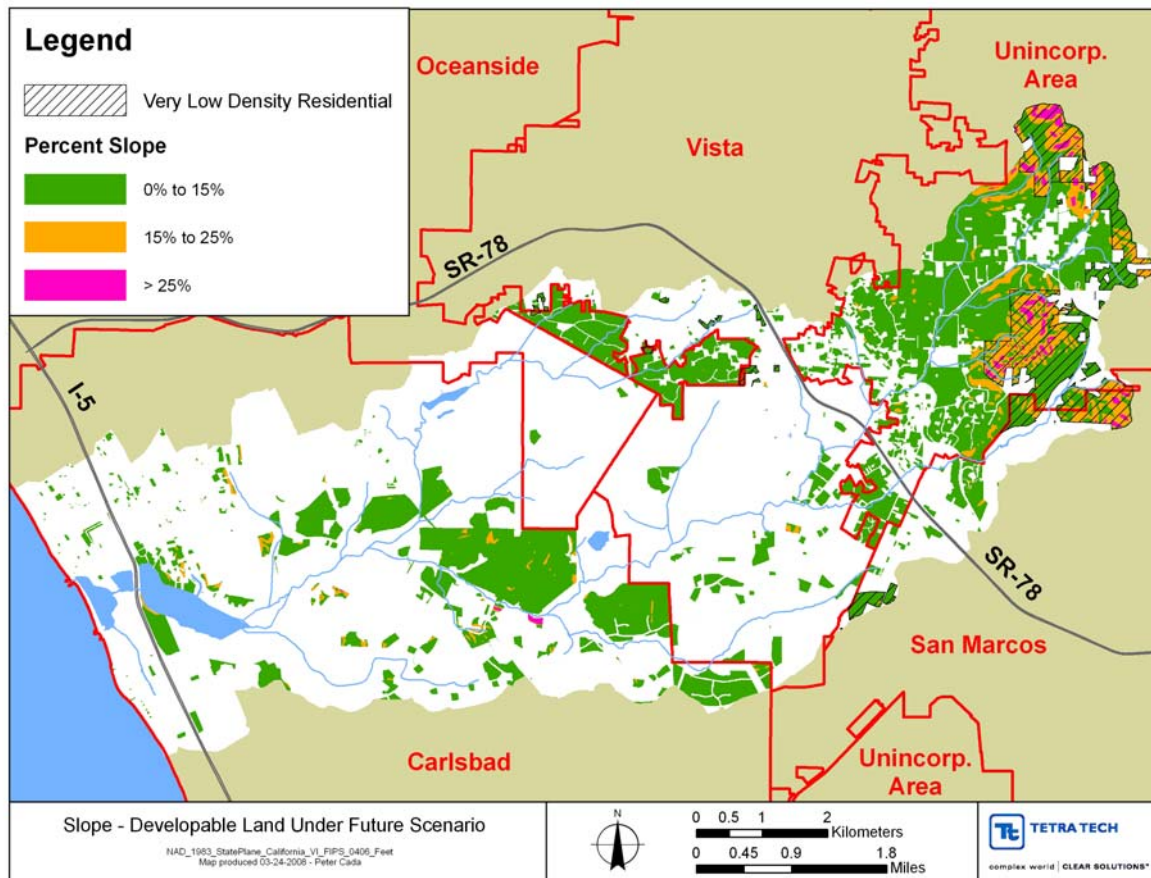 Legend
Very Low Density Residential
Percent Slope
0% to 15%
15% to 25%
> 25%
Oceanside
Unincorp.
Area
Vista
SR-78
I-5
SR-78
San Marcos
Carlsbad
Unincorp.
Area
Slope - Developable Land Under Future Scenario
NAD_1983_StatePlane_California_VI_FIPS_0406_Feet
Map produced 03-24-2008 - Peter Cada
N
0 0.5 1 2
Kilometers
0 0.45 0.9 1.8
Miles
Tt
TETRA TECH
complex world | CLEAR SOLUTIONS™